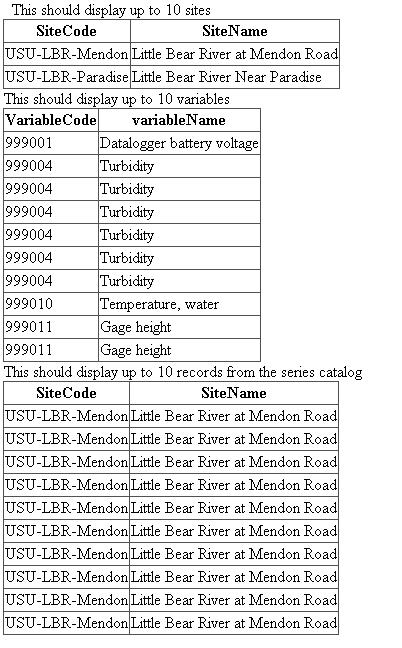 This should display up to 10 sites
SiteCode SiteName
USU-LBR-Mendon Little Bear River at Mendon Road
USU-LBR-Paradise Little Bear River Near Paradise
This should display up to 10 variables
VariableCode variableName
999001 Datalogger battery voltage
999004 Turbidity
999004 Turbidity
999004 Turbidity
999004 Turbidity
999004 Turbidity
999004 Turbidity
999010 Temperature, water
999011 Gage height
999011 Gage height
This should display up to 10 records from the series catalog
SiteCode SiteName
USU-LBR-Mendon Little Bear River at Mendon Road
USU-LBR-Mendon Little Bear River at Mendon Road
USU-LBR-Mendon Little Bear River at Mendon Road
USU-LBR-Mendon Little Bear River at Mendon Road
USU-LBR-Mendon Little Bear River at Mendon Road
USU-LBR-Mendon Little Bear River at Mendon Road
USU-LBR-Mendon Little Bear River at Mendon Road
USU-LBR-Mendon Little Bear River at Mendon Road
USU-LBR-Mendon Little Bear River at Mendon Road
USU-LBR-Mendon Little Bear River at Mendon Road